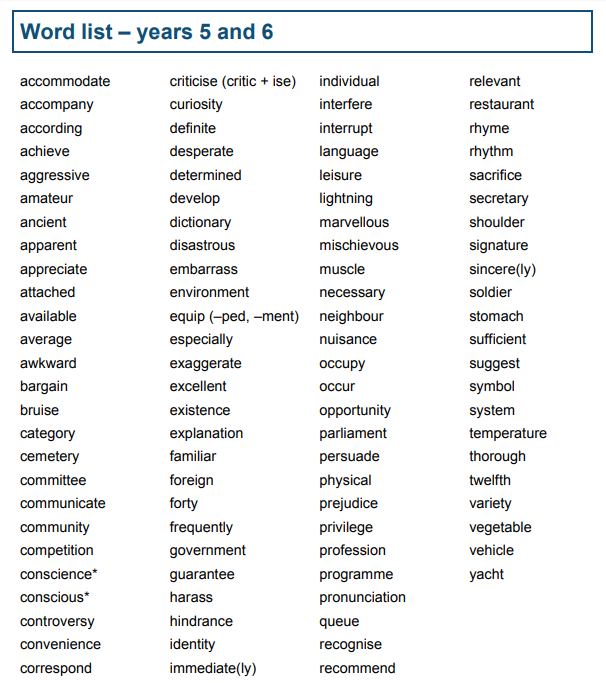 Word list – years 5 and 6
accommodate
accompany
according
achieve
aggressive
amateur
ancient
apparent
appreciate
attached
available
average
awkward
bargain
bruise
category
cemetery
committee
communicate
community
competition
conscience*
conscious*
controversy
convenience
correspond
criticise (critic + ise)
curiosity
definite
desperate
determined
develop
dictionary
disastrous
embarrass
environment
equip (–ped, –ment)
especially
exaggerate
excellent
existence
explanation
familiar
foreign
forty
frequently
government
guarantee
harass
hindrance
identity
immediate(ly)
individual
interfere
interrupt
language
leisure
lightning
marvellous
mischievous
muscle
necessary
neighbour
nuisance
occupy
occur
opportunity
parliament
persuade
physical
prejudice
privilege
profession
programme
pronunciation
queue
recognise
recommend
relevant
restaurant
rhyme
rhythm
sacrifice
secretary
shoulder
signature
sincere(ly)
soldier
stomach
sufficient
suggest
symbol
system
temperature
thorough
twelfth
variety
vegetable
vehicle
yacht